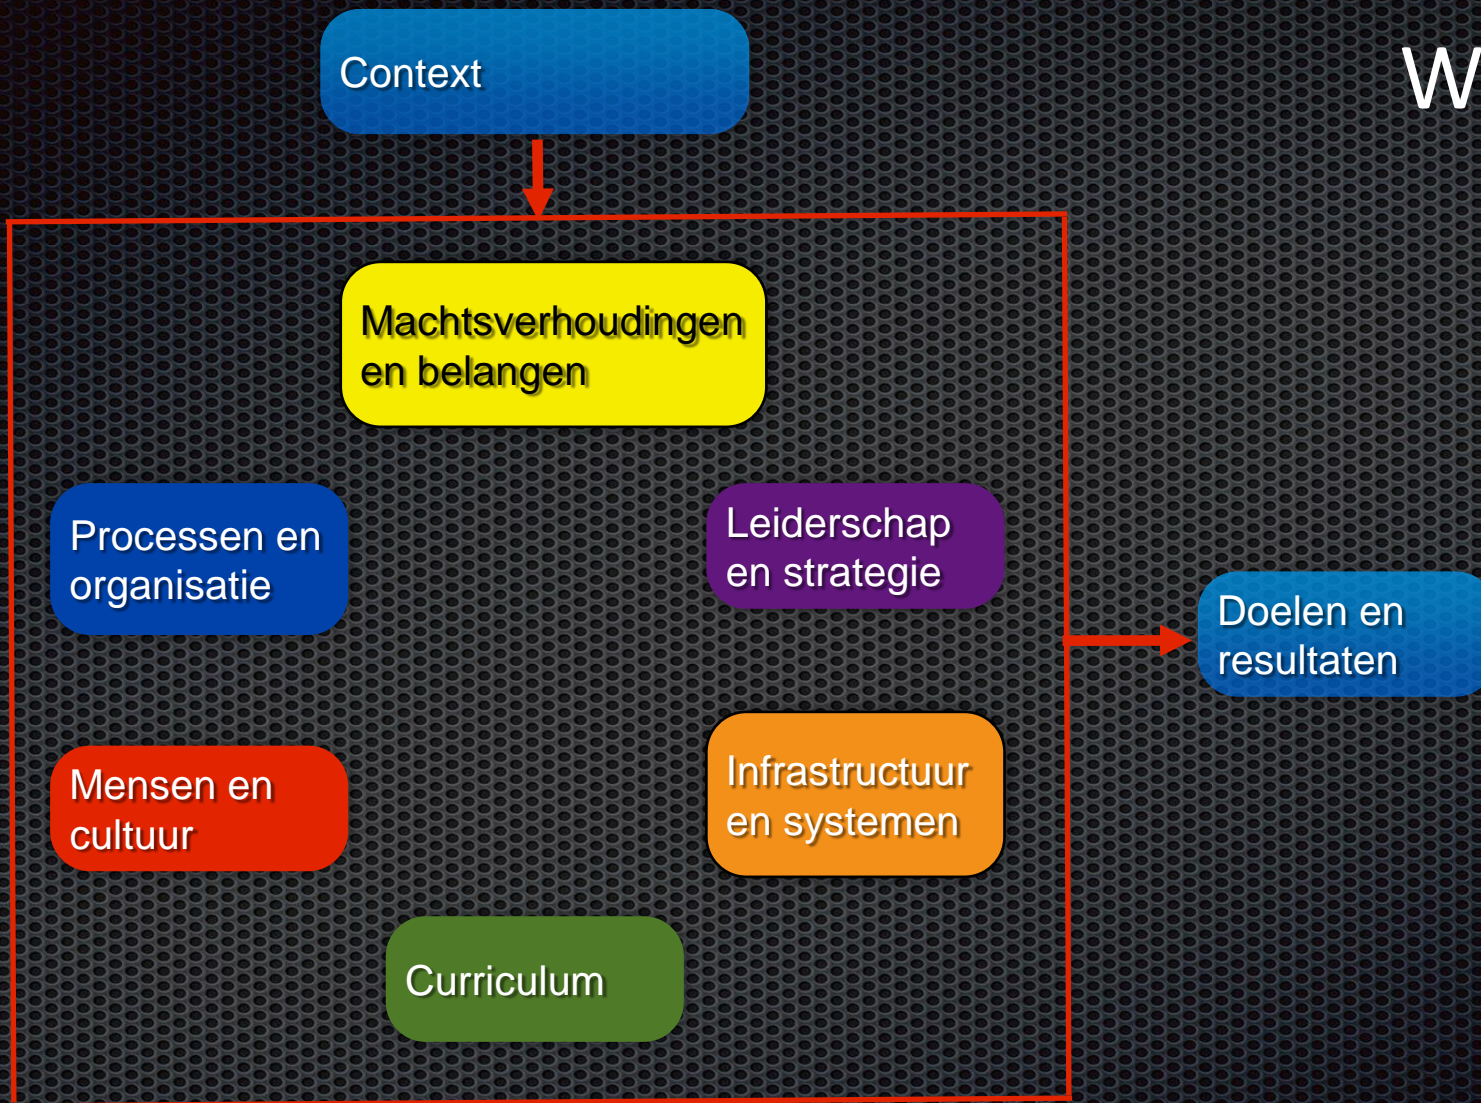 Context
W
Machtsverhoudingen
en belangen
Processen en
organisatie
Leiderschap
en strategie
Doelen en
resultaten
Mensen en
cultuur
Infrastructuur
en systemen
Curriculum